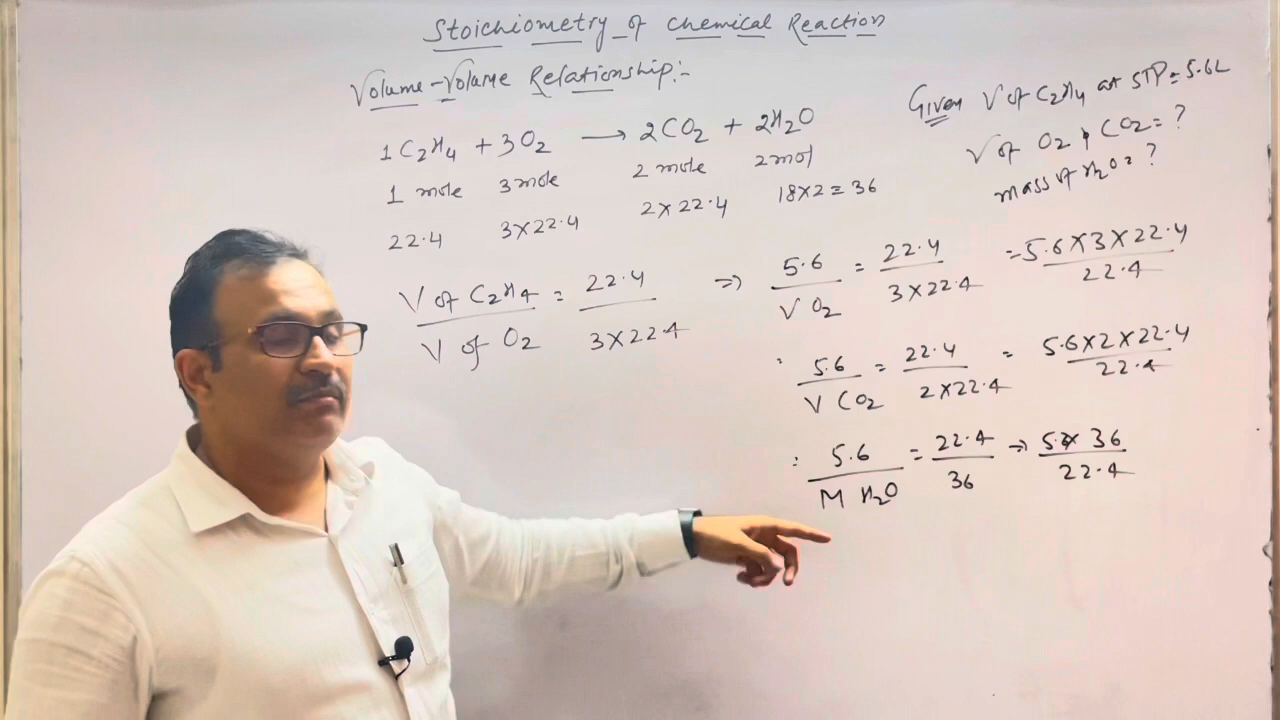 Stoichiometry of Chemical Reaction
Volume-Volume Relationship:-
1C2H4 + 3O2 → 2CO2 + 2H2O
1 mole 3 mole 2 mole 2 mol
22.4 3×22.4 2×22.4 18×2=36
Given V of C2H4 at STP = 5.6L
V of O2, CO2 = ?
mass of H2O = ?
V of C2H4 / V of O2 = 22.4 / 3×22.4 ⇒ 5.6 / V O2 = 22.4 / 3×22.4 = 5.6×3×22.4 / 22.4
: 5.6 / V CO2 = 22.4 / 2×22.4 = 5.6×2×22.4 / 22.4
: 5.6 / M H2O = 22.4 / 36 ⇒ 36 / 22.4